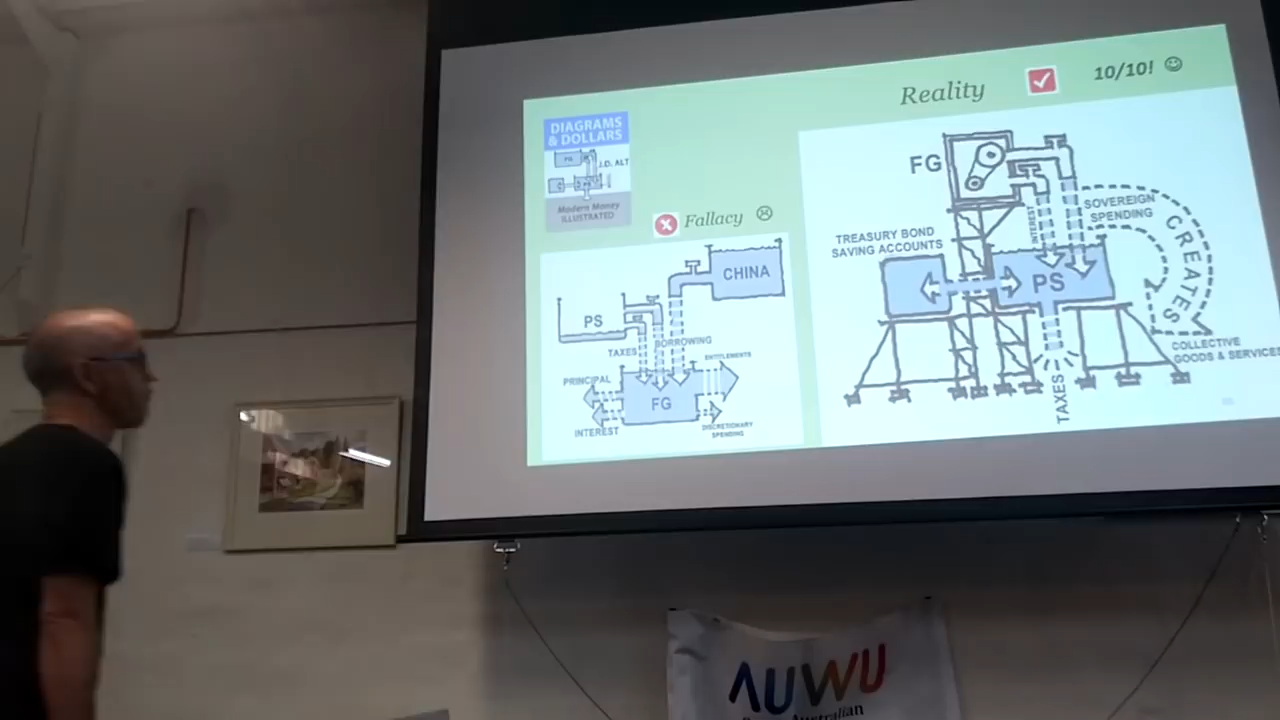 Reality
10/10!
DIAGRAMS
& DOLLARS
J.D. ALT
Modern Money
ILLUSTRATED
Fallacy
CHINA
PS
TAXES
BORROWING
ENTITLEMENTS
PRINCIPAL
FG
INTEREST
DISCRETIONARY
SPENDING
FG
INTEREST
SOVEREIGN
SPENDING
TREASURY BOND
SAVING ACCOUNTS
PS
CREATES
COLLECTIVE
GOODS & SERVICES
TAXES
AUWU
Australian